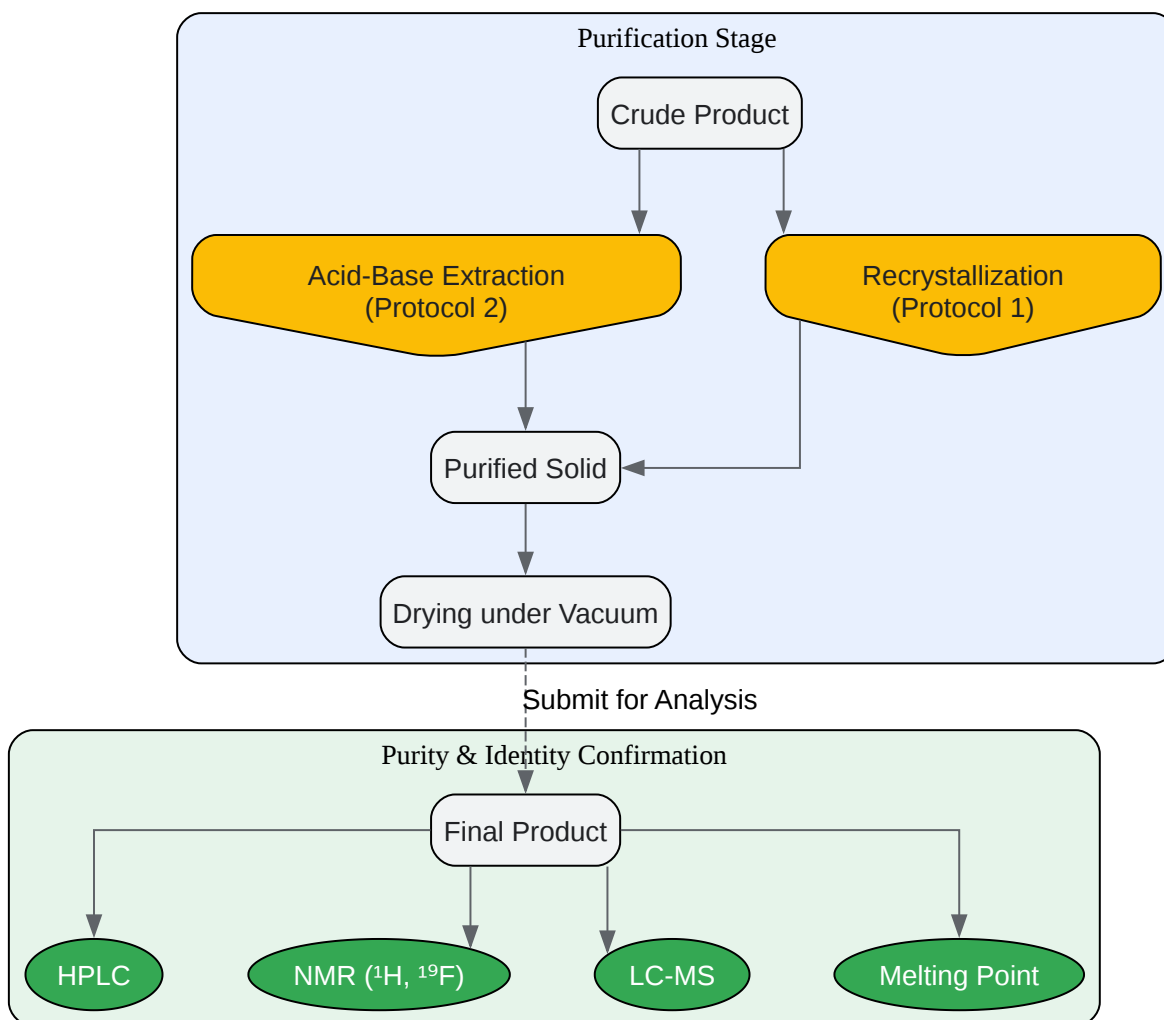 Purification Stage
Crude Product
Acid-Base Extraction
(Protocol 2)
Recrystallization
(Protocol 1)
Purified Solid
Drying under Vacuum
Submit for Analysis
Purity & Identity Confirmation
Final Product
HPLC
NMR (¹H, ¹⁹F)
LC-MS
Melting Point